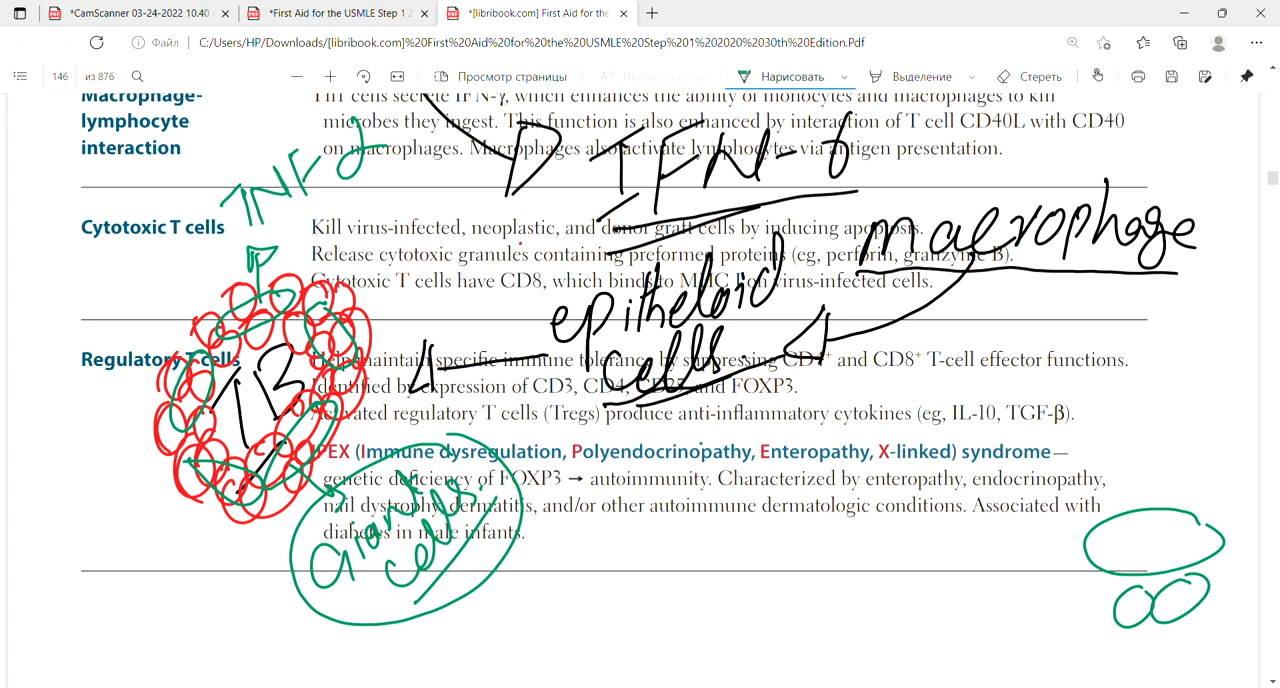 *CamScanner 03-24-2022 10.40
*First Aid for the USMLE Step 1 2
*[libribook.com] First Aid for the
Файл
C:/Users/HP/Downloads/[libribook.com]%20First%20Aid%20for%20the%20USMLE%20Step%201%202020%2030th%20Edition.Pdf
146 из 876
Просмотр страницы
Прочесть вслух
Нарисовать
Выделение
Стереть
Macrophage-
lymphocyte
interaction
Th1 cells secrete IFN-γ, which enhances the ability of monocytes and macrophages to kill
microbes they ingest. This function is also enhanced by interaction of T cell CD40L with CD40
on macrophages. Macrophages also activate lymphocytes via antigen presentation.
Cytotoxic T cells
Kill virus-infected, neoplastic, and donor graft cells by inducing apoptosis.
Release cytotoxic granules containing preformed proteins (eg, perforin, granzyme B).
Cytotoxic T cells have CD8, which binds to MHC I on virus-infected cells.
Regulatory T cells
Help maintain specific immune tolerance by suppressing CD4⁺ and CD8⁺ T-cell effector functions.
Identified by expression of CD3, CD4, CD25, and FOXP3.
Activated regulatory T cells (Tregs) produce anti-inflammatory cytokines (eg, IL-10, TGF-β).
IPEX (Immune dysregulation, Polyendocrinopathy, Enteropathy, X-linked) syndrome—
genetic deficiency of FOXP3 → autoimmunity. Characterized by enteropathy, endocrinopathy,
nail dystrophy, dermatitis, and/or other autoimmune dermatologic conditions. Associated with
diabetes in male infants.
TNF-α
macrophage
epitheloid
cells.
TB
Giant
cells.